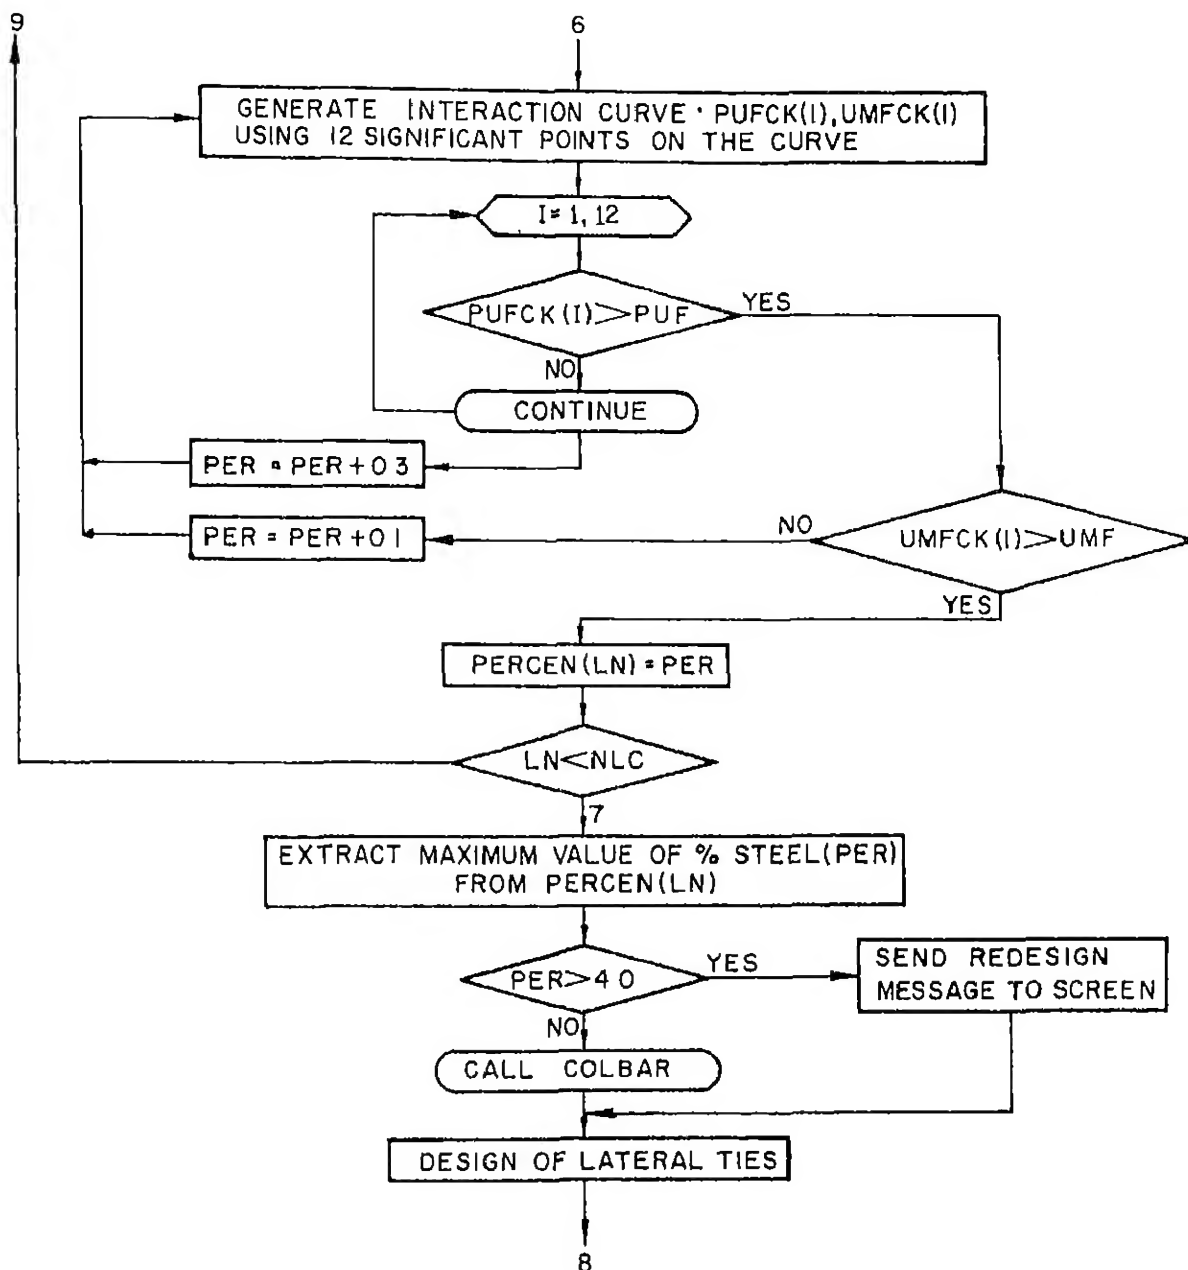 9
6
GENERATE INTERACTION CURVE · PUFCK(I), UMFCK(I)
USING 12 SIGNIFICANT POINTS ON THE CURVE
I = 1, 12
PUFCK (I) > PUF
YES
NO
CONTINUE
PER = PER + 0 3
PER = PER + 0 1
NO
UMFCK (I) > UMF
YES
PERCEN (LN) = PER
LN < NLC
7
EXTRACT MAXIMUM VALUE OF % STEEL (PER)
FROM PERCEN (LN)
PER > 4 0
YES
SEND REDESIGN
MESSAGE TO SCREEN
NO
CALL COLBAR
DESIGN OF LATERAL TIES
8